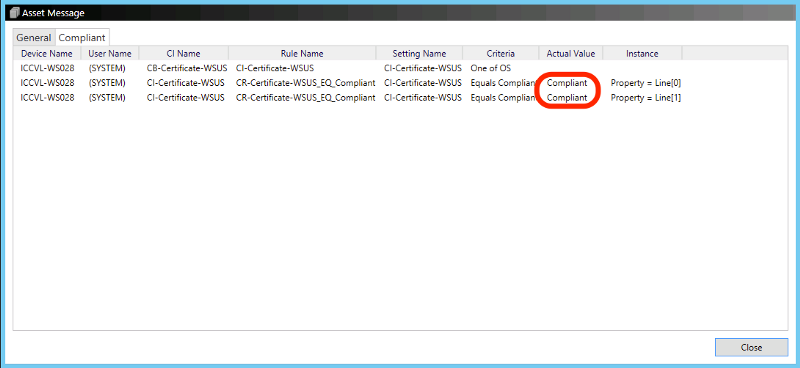 Asset Message
General Compliant
Device Name User Name CI Name Rule Name Setting Name Criteria Actual Value Instance
ICCVL-WS028 (SYSTEM) CB-Certificate-WSUS CI-Certificate-WSUS CI-Certificate-WSUS One of OS
ICCVL-WS028 (SYSTEM) CI-Certificate-WSUS CR-Certificate-WSUS_EQ_Compliant CI-Certificate-WSUS Equals Complian Compliant Property = Line[0]
ICCVL-WS028 (SYSTEM) CI-Certificate-WSUS CR-Certificate-WSUS_EQ_Compliant CI-Certificate-WSUS Equals Complian Compliant Property = Line[1]
Close